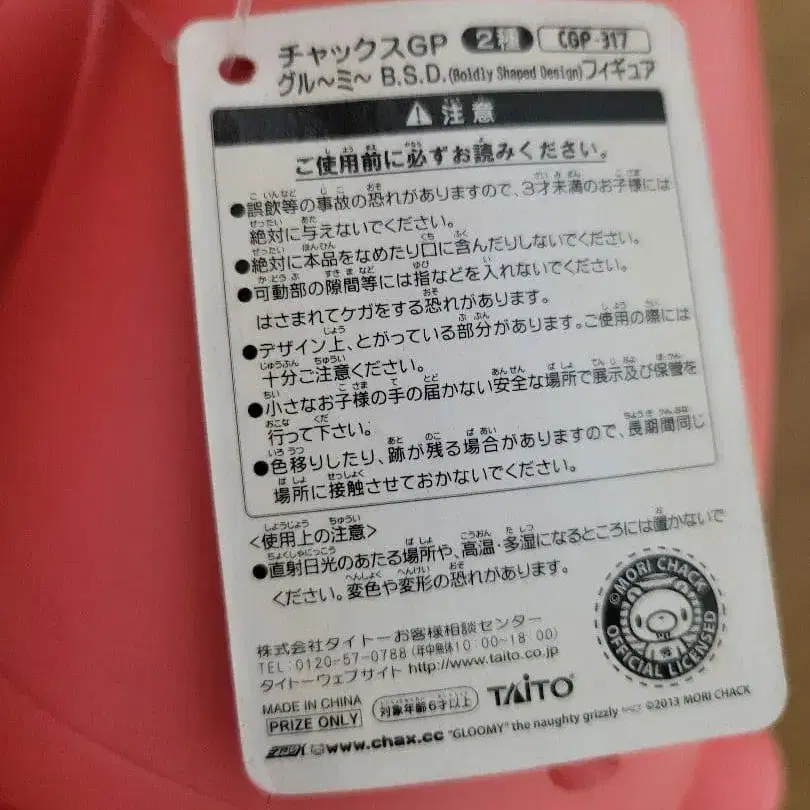 チャックスGP 2種 CGP-317
グル〜ミ〜 B.S.D.(Boldly Shaped Design)フィギュア
⚠注意
ご使用前に必ずお読みください。
●誤飲等の事故の恐れがありますので、3才未満のお子様には
絶対に与えないでください。
●絶対に本品をなめたり口に含んだりしないでください。
●可動部の隙間等には指などを入れないでください。
はさまれてケガをする恐れがあります。
●デザイン上、とがっている部分があります。ご使用の際には
十分ご注意ください。
●小さなお子様の手の届かない安全な場所で展示及び保管を
行って下さい。
●色移りしたり、跡が残る場合がありますので、長期間同じ
場所に接触させておかないでください。
<使用上の注意>
●直射日光のあたる場所や、高温・多湿になるところには置かないで
ください。変色や変形の恐れがあります。
©MORI CHACK
OFFICIAL LICENSED
株式会社タイトーお客様相談センター
TEL:0120-57-0788 (年中無休10:00~18:00)
タイトーウェブサイト http://www.taito.co.jp
MADE IN CHINA
PRIZE ONLY
対象年齢6才以上
TAITO
www.chax.cc "GLOOMY" the naughty grizzly ©2013 MORI CHACK